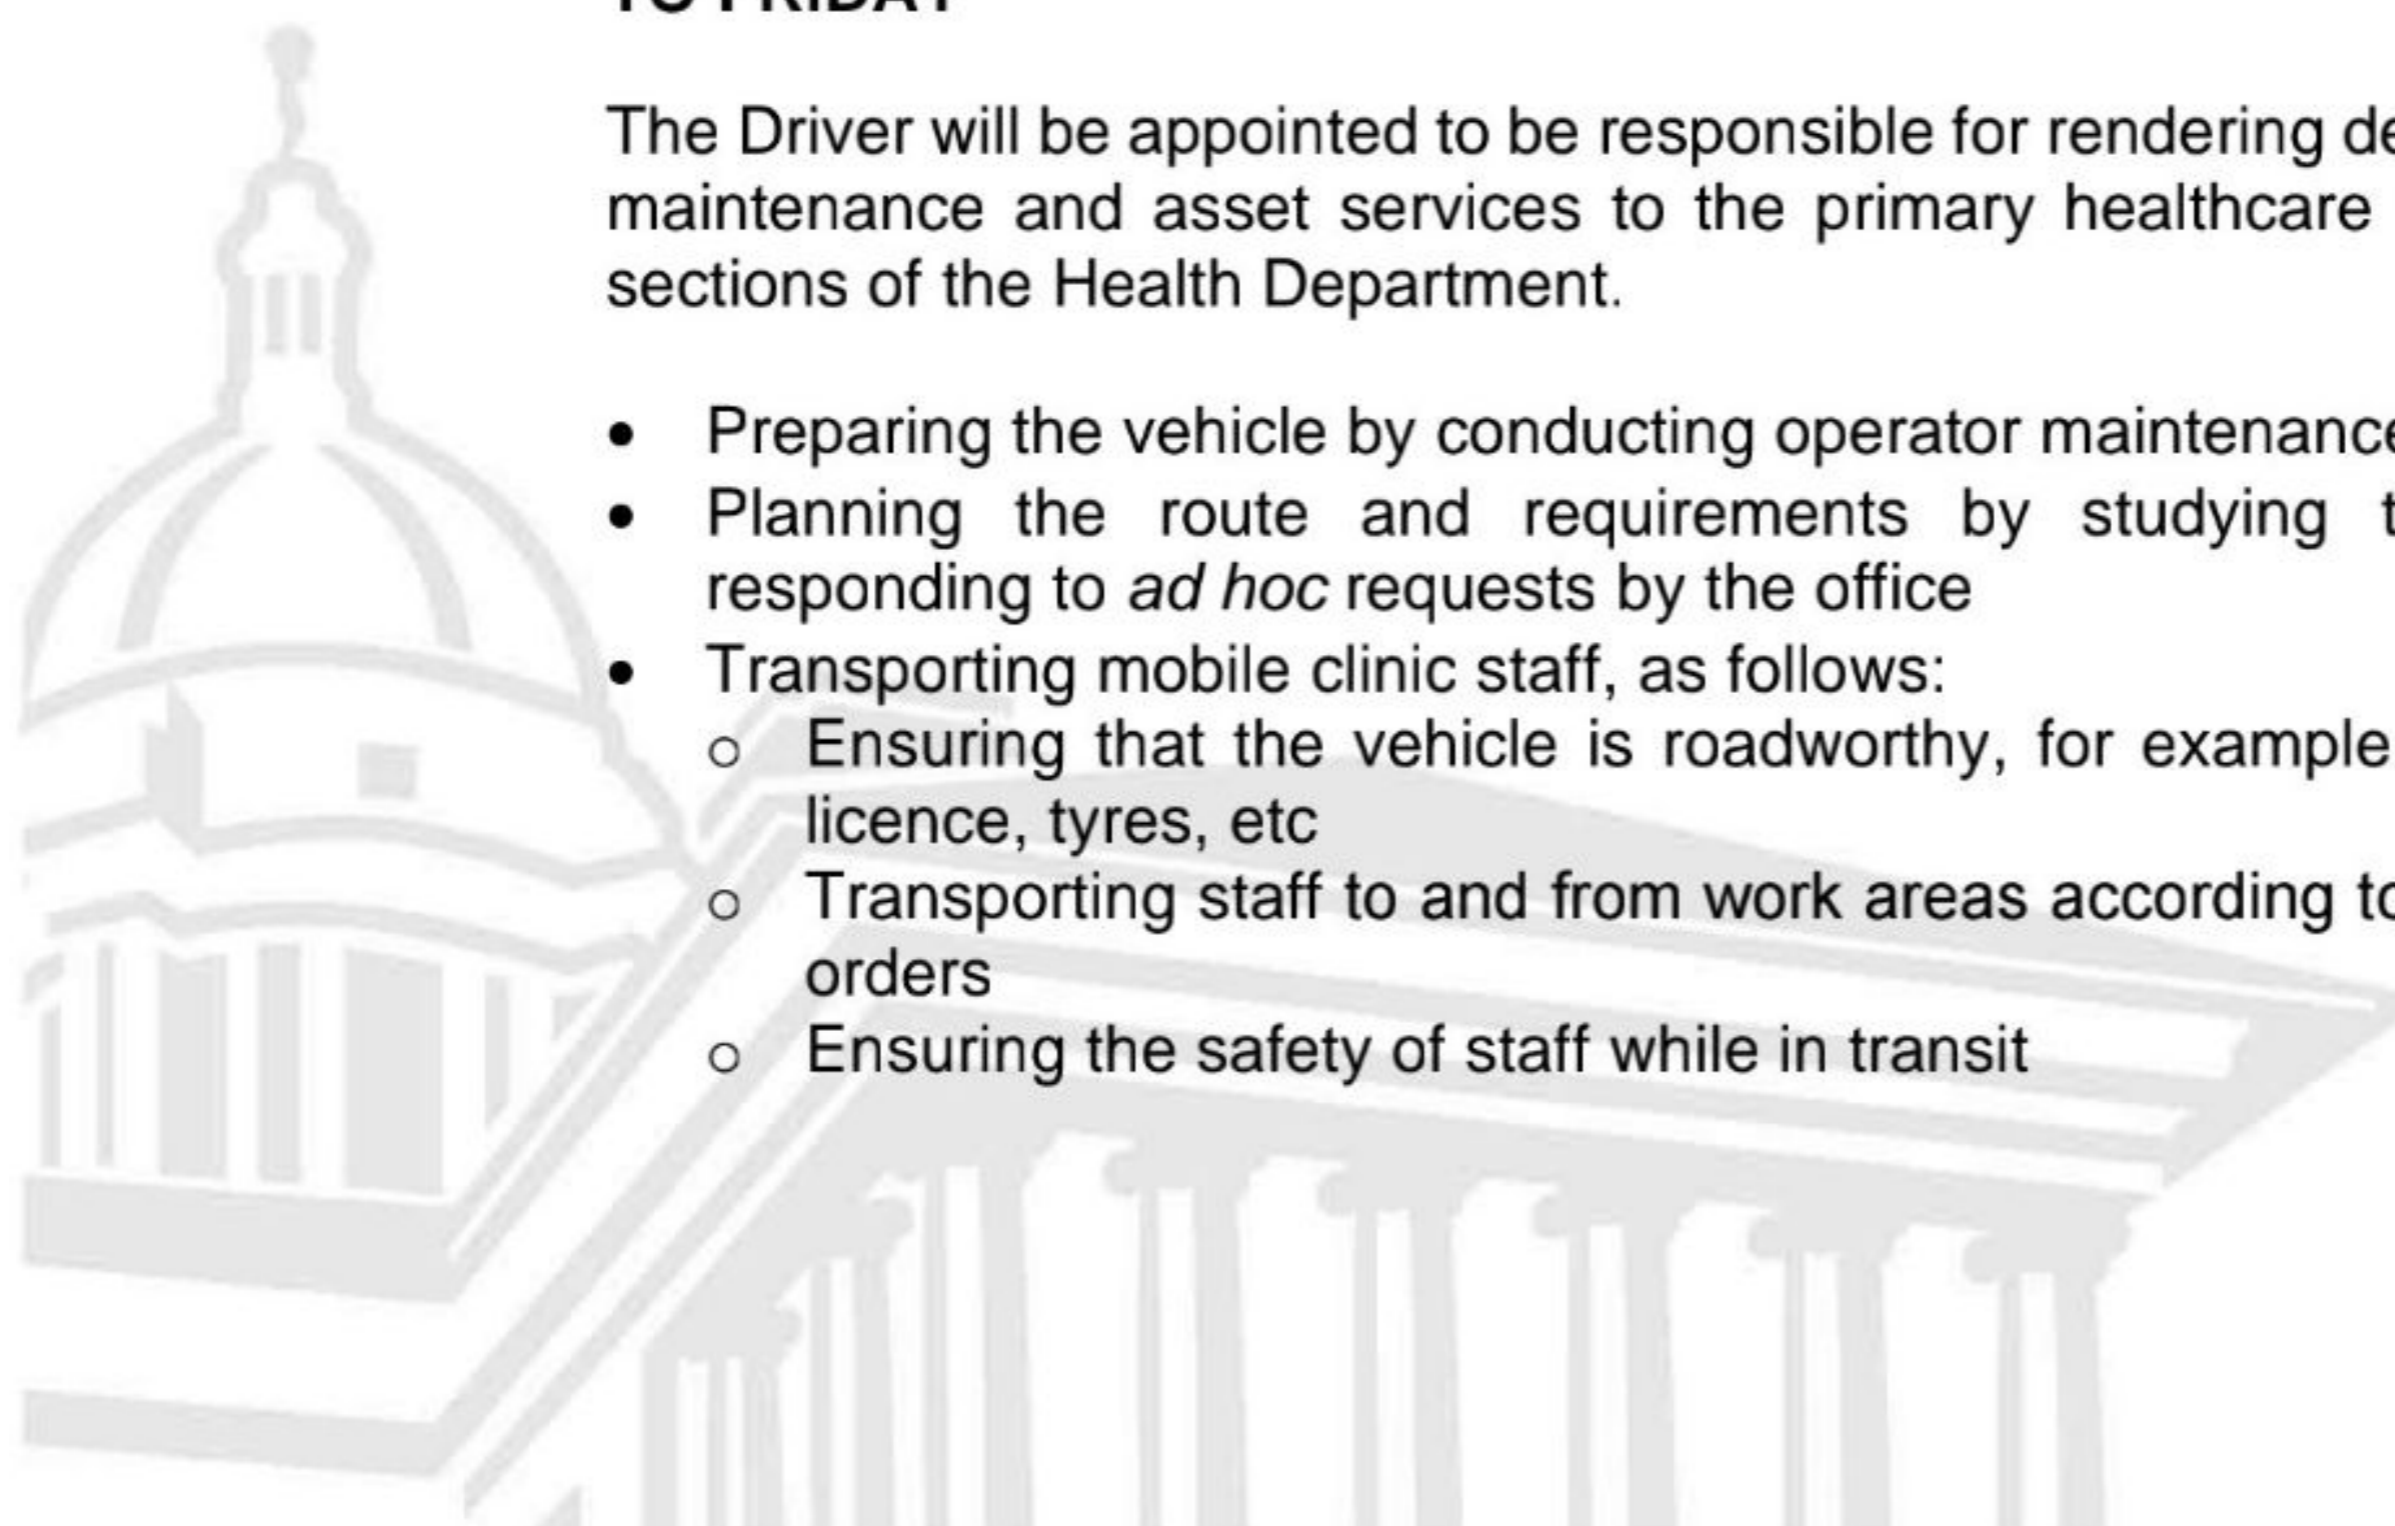 TO FRIDAY
The Driver will be appointed to be responsible for rendering
maintenance and asset services to the primary healthcare
sections of the Health Department.
• Preparing the vehicle by conducting operator maintenance
• Planning the route and requirements by studying
responding to ad hoc requests by the office
• Transporting mobile clinic staff, as follows:
o Ensuring that the vehicle is roadworthy, for example
licence, tyres, etc
o Transporting staff to and from work areas according to
orders
o Ensuring the safety of staff while in transit